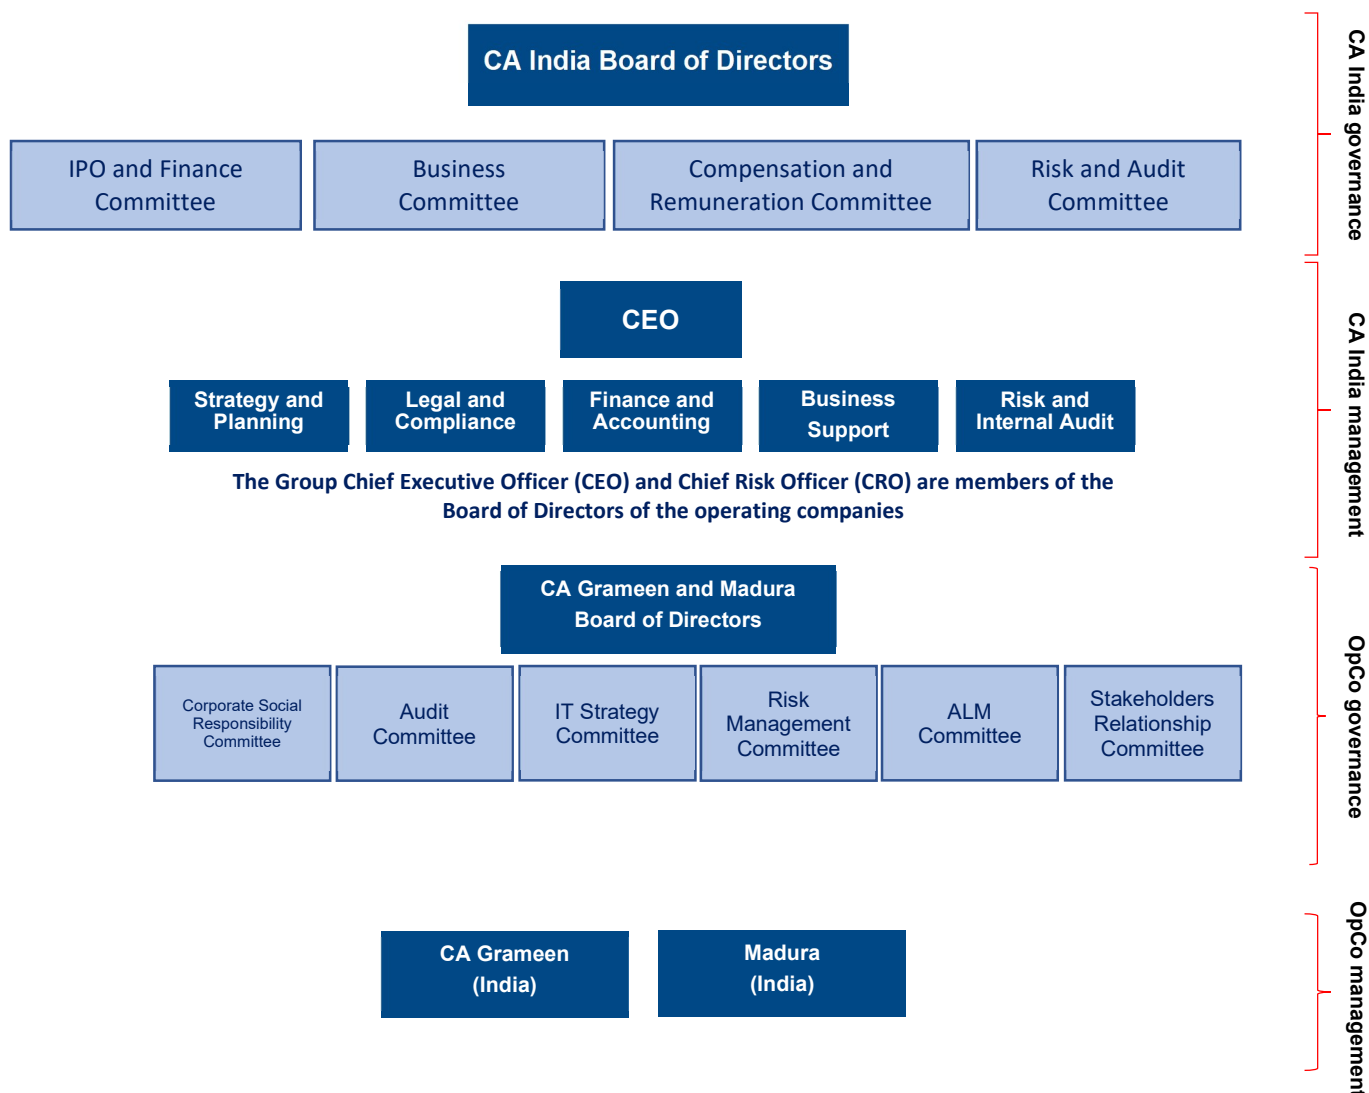 CA India Board of Directors
CA India governance
IPO and Finance
Committee
Business
Committee
Compensation and
Remuneration Committee
Risk and Audit
Committee
CEO
CA India management
Strategy and
Planning
Legal and
Compliance
Finance and
Accounting
Business
Support
Risk and
Internal Audit
The Group Chief Executive Officer (CEO) and Chief Risk Officer (CRO) are members of the
Board of Directors of the operating companies
CA Grameen and Madura
Board of Directors
OpCo governance
Corporate Social
Responsibility
Committee
Audit
Committee
IT Strategy
Committee
Risk
Management
Committee
ALM
Committee
Stakeholders
Relationship
Committee
CA Grameen
(India)
Madura
(India)
OpCo management